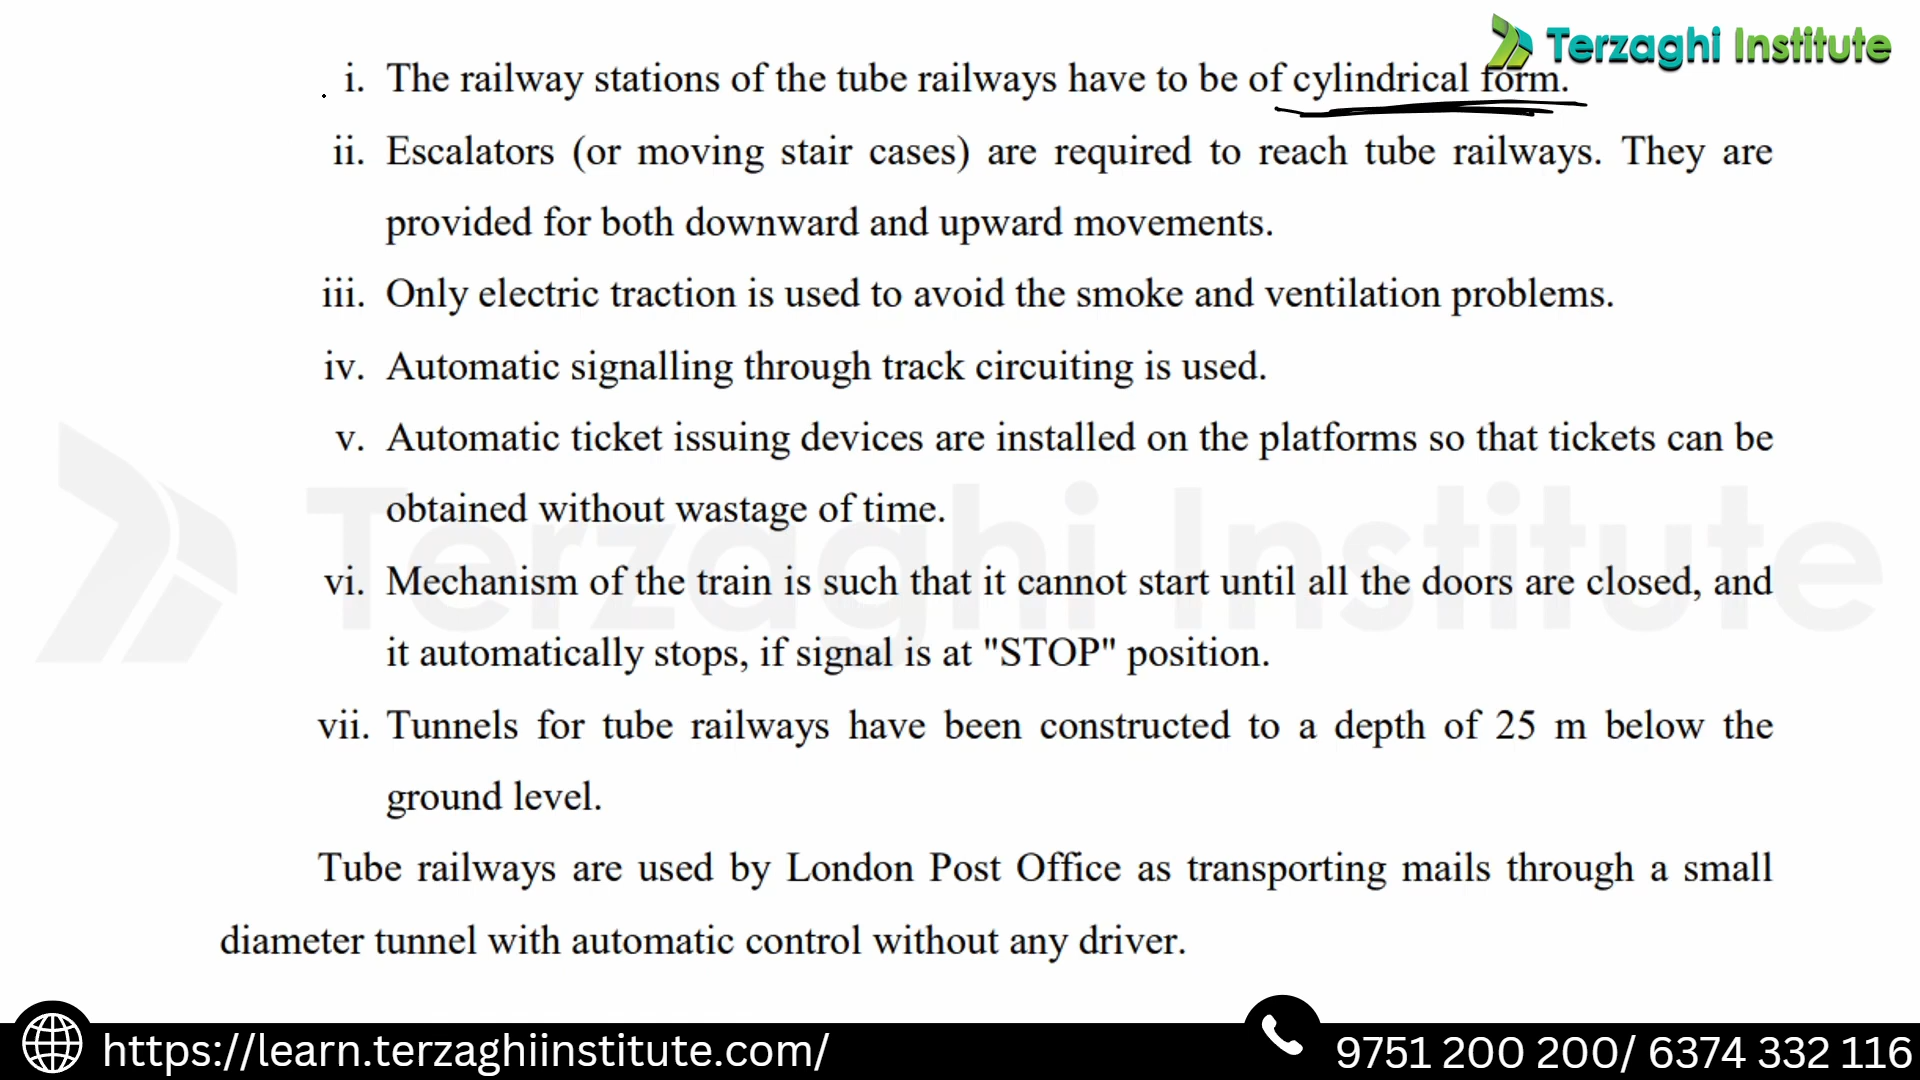 Terzaghi Institute
i. The railway stations of the tube railways have to be of cylindrical form.
ii. Escalators (or moving stair cases) are required to reach tube railways. They are
provided for both downward and upward movements.
iii. Only electric traction is used to avoid the smoke and ventilation problems.
iv. Automatic signalling through track circuiting is used.
v. Automatic ticket issuing devices are installed on the platforms so that tickets can be
obtained without wastage of time.
Terzaghi Institute
vi. Mechanism of the train is such that it cannot start until all the doors are closed, and
it automatically stops, if signal is at "STOP" position.
vii. Tunnels for tube railways have been constructed to a depth of 25 m below the
ground level.
Tube railways are used by London Post Office as transporting mails through a small
diameter tunnel with automatic control without any driver.
https://learn.terzaghiinstitute.com/
9751 200 200/ 6374 332 116